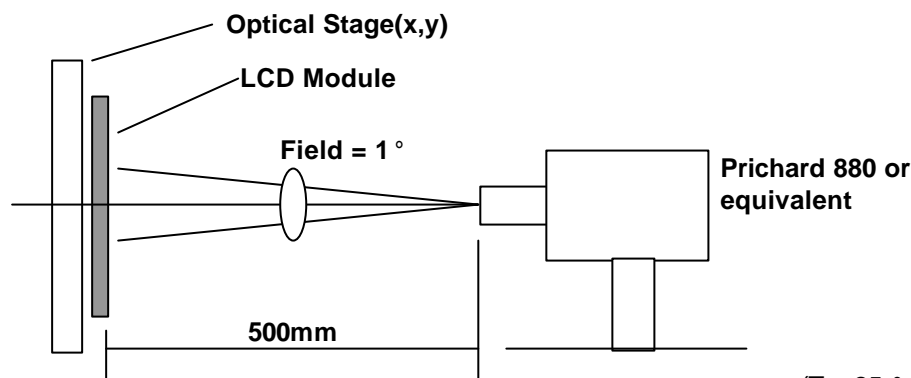 Optical Stage(x,y)
LCD Module
Field = 1 °
Prichard 880 or
equivalent
500mm